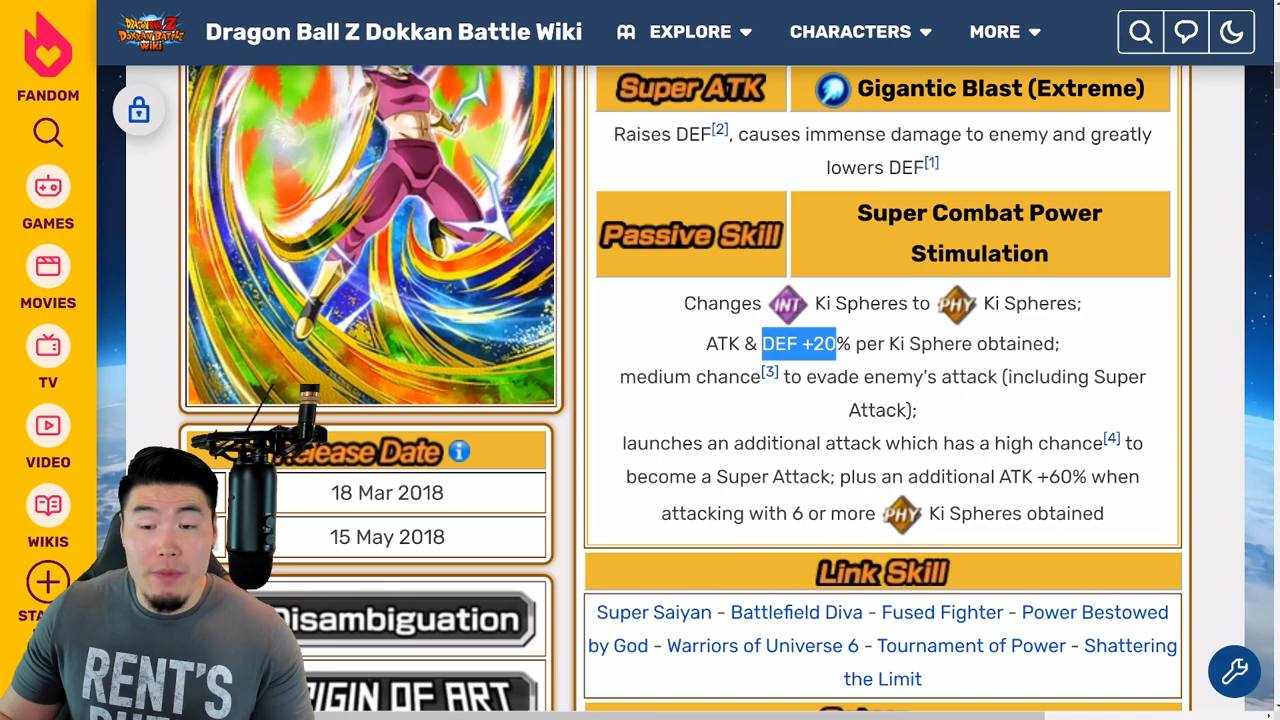 Dragon Ball Z Dokkan Battle Wiki
EXPLORE
CHARACTERS
MORE
FANDOM
GAMES
MOVIES
TV
VIDEO
WIKIS
Super ATK
Gigantic Blast (Extreme)
Raises DEF[2], causes immense damage to enemy and greatly
lowers DEF[1]
Passive Skill
Super Combat Power
Stimulation
Changes INT Ki Spheres to PHY Ki Spheres;
ATK & DEF +20% per Ki Sphere obtained;
medium chance[3] to evade enemy's attack (including Super
Attack);
launches an additional attack which has a high chance[4] to
become a Super Attack; plus an additional ATK +60% when
attacking with 6 or more PHY Ki Spheres obtained
Link Skill
Super Saiyan - Battlefield Diva - Fused Fighter - Power Bestowed
by God - Warriors of Universe 6 - Tournament of Power - Shattering
the Limit
Release Date
18 Mar 2018
15 May 2018
Disambiguation
ORIGIN OF ART
RENT'S